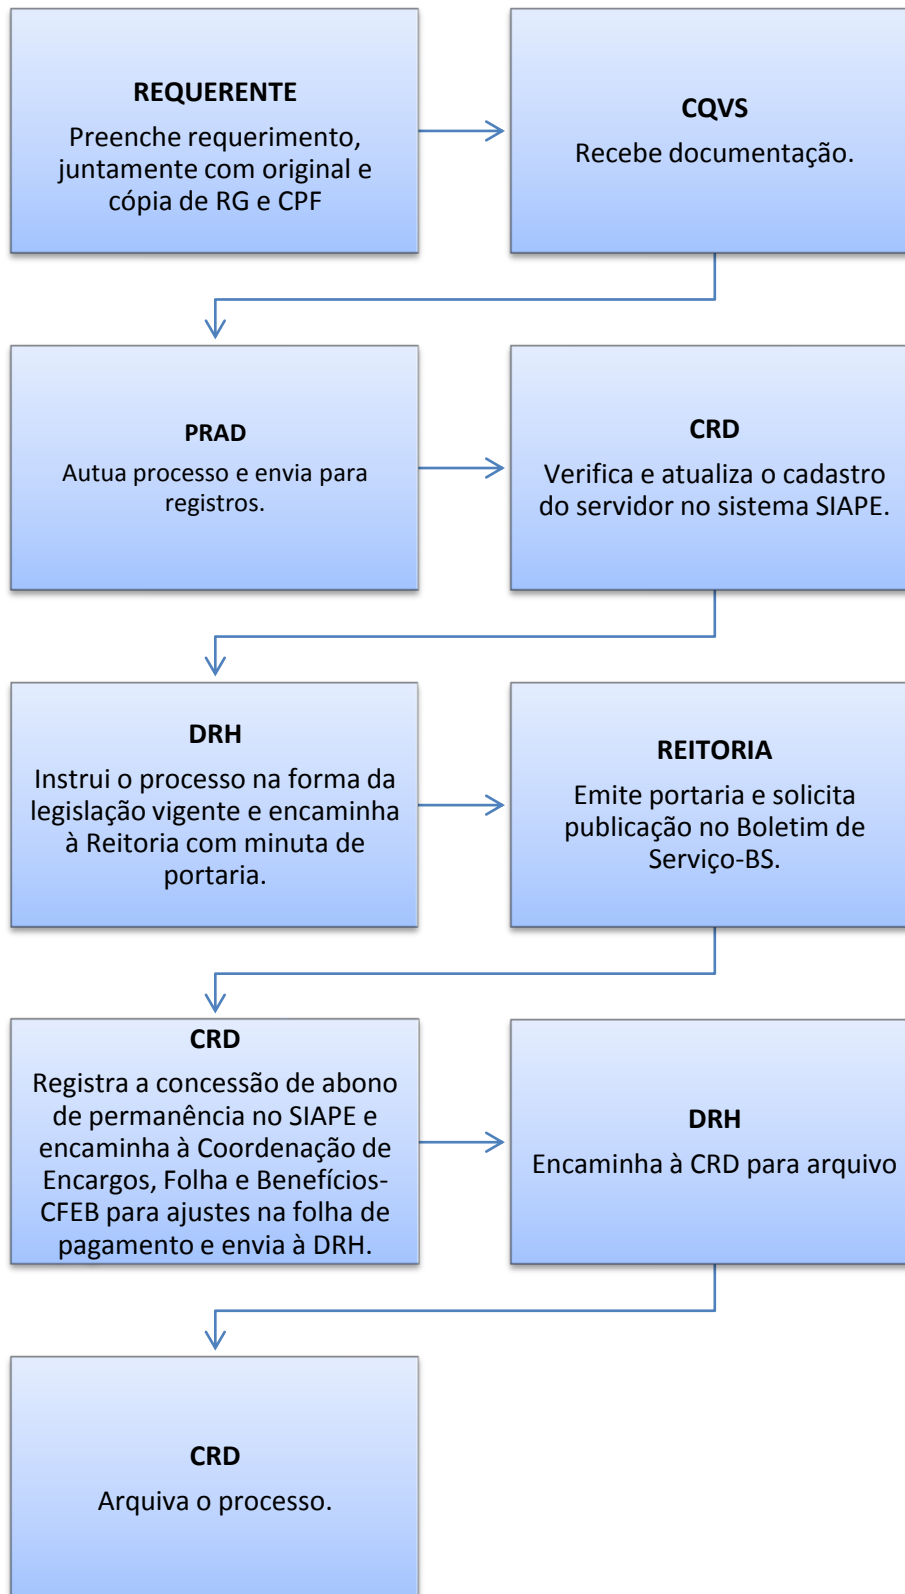 REQUERENTE
Preenche requerimento,
juntamente com original e
cópia de RG e CPF
CQVS
Recebe documentação.
PRAD
Autua processo e envia para
registros.
CRD
Verifica e atualiza o cadastro
do servidor no sistema SIAPE.
DRH
Instrui o processo na forma da
legislação vigente e encaminha
à Reitoria com minuta de
portaria.
REITORIA
Emite portaria e solicita
publicação no Boletim de
Serviço-BS.
CRD
Registra a concessão de abono
de permanência no SIAPE e
encaminha à Coordenação de
Encargos, Folha e Benefícios-
CFEB para ajustes na folha de
pagamento e envia à DRH.
DRH
Encaminha à CRD para arquivo
CRD
Arquiva o processo.